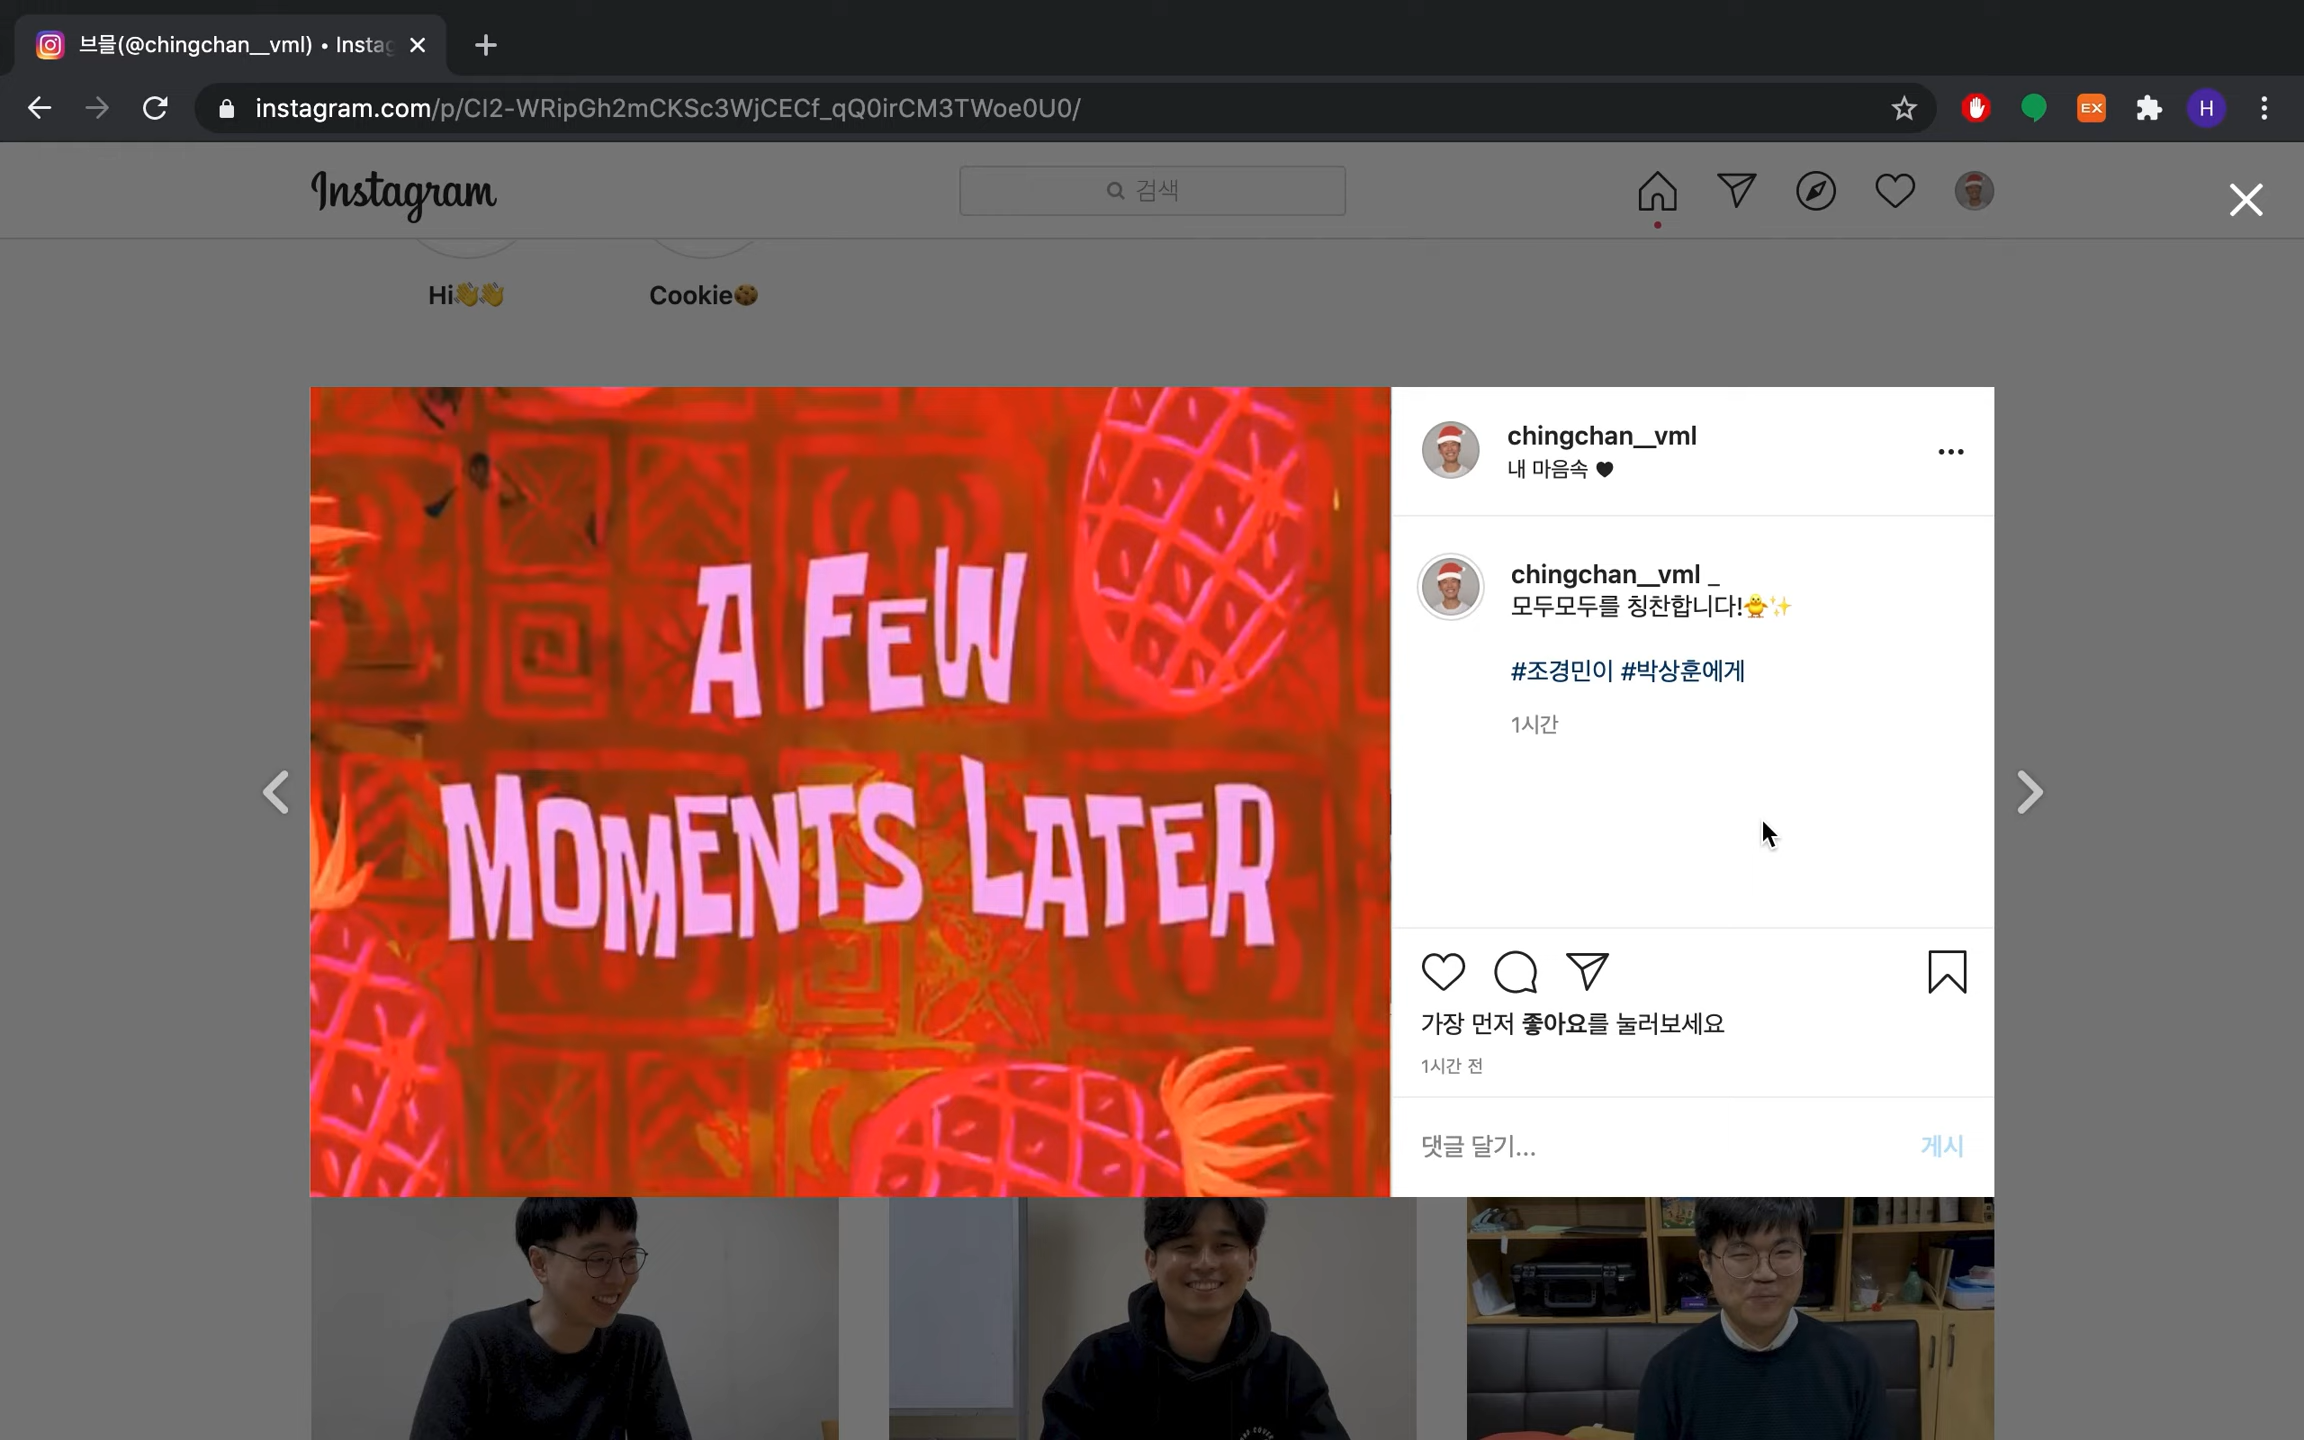 브믈(@chingchan__vml) • Instag
instagram.com/p/CI2-WRipGh2mCKSc3WjCECf_qQ0irCM3TWoe0U0/
EX
H
Instagram
검색
Hi👋👋
Cookie🍪
A FEW
MOMENTS LATER
chingchan__vml
내 마음속 🖤
chingchan__vml _
모두모두를 칭찬합니다!🐥✨
#조경민이 #박상훈에게
1시간
가장 먼저 좋아요를 눌러보세요
1시간 전
댓글 달기...
게시